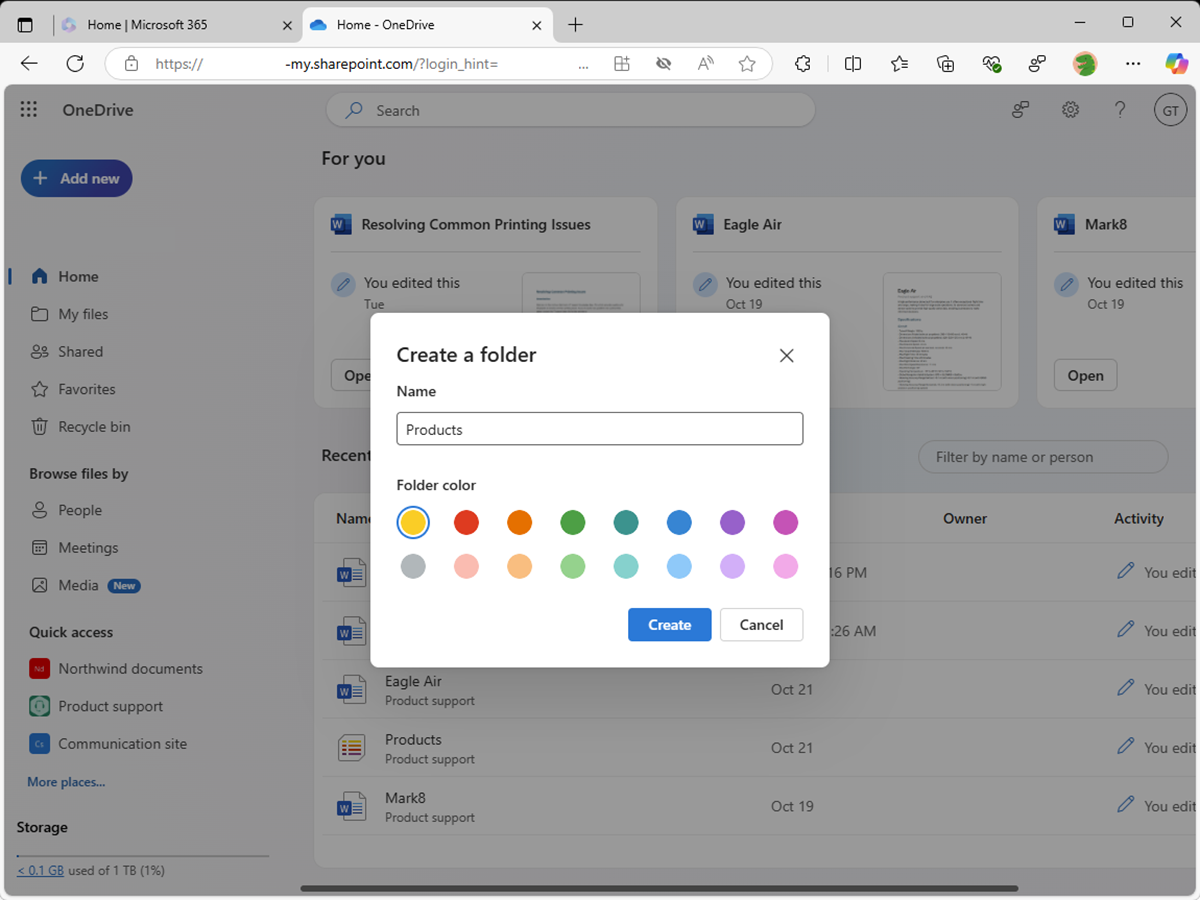 Home | Microsoft 365
Home - OneDrive
https://
-my.sharepoint.com/?login_hint=
...
OneDrive
Search
GT
Add new
For you
Resolving Common Printing Issues
Eagle Air
Mark8
You edited this
Tue
You edited this
Oct 19
You edited this
Oct 19
Open
Home
My files
Shared
Favorites
Recycle bin
Browse files by
People
Meetings
Media New
Quick access
Nd Northwind documents
Product support
Cs Communication site
More places...
Storage
< 0.1 GB used of 1 TB (1%)
Create a folder
Name
Products
Folder color
Create
Cancel
Recent
Filter by name or person
Name
Owner
Activity
16 PM
You edit
:26 AM
You edit
Eagle Air
Product support
Oct 21
You edit
Products
Product support
Oct 21
You edit
Mark8
Product support
Oct 19
You edit